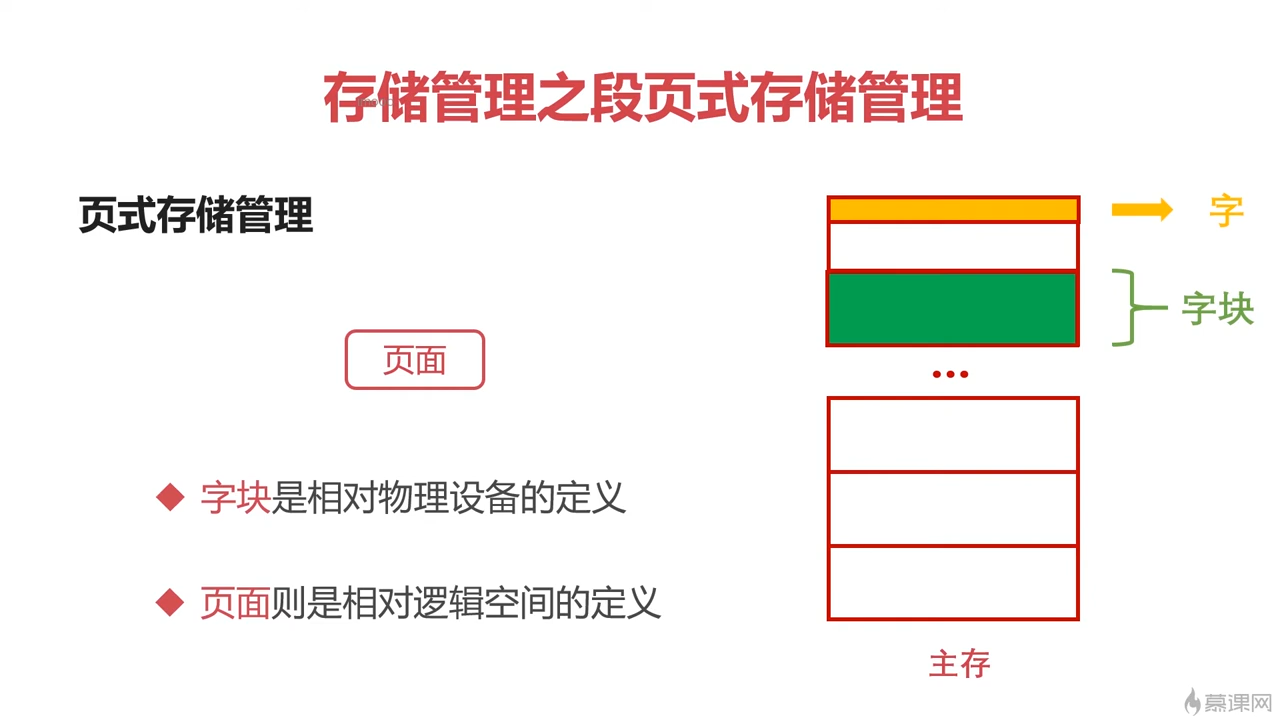 存储管理之段页式存储管理
页式存储管理
字
字块
页面
...
字块是相对物理设备的定义
页面则是相对逻辑空间的定义
主存
慕课网